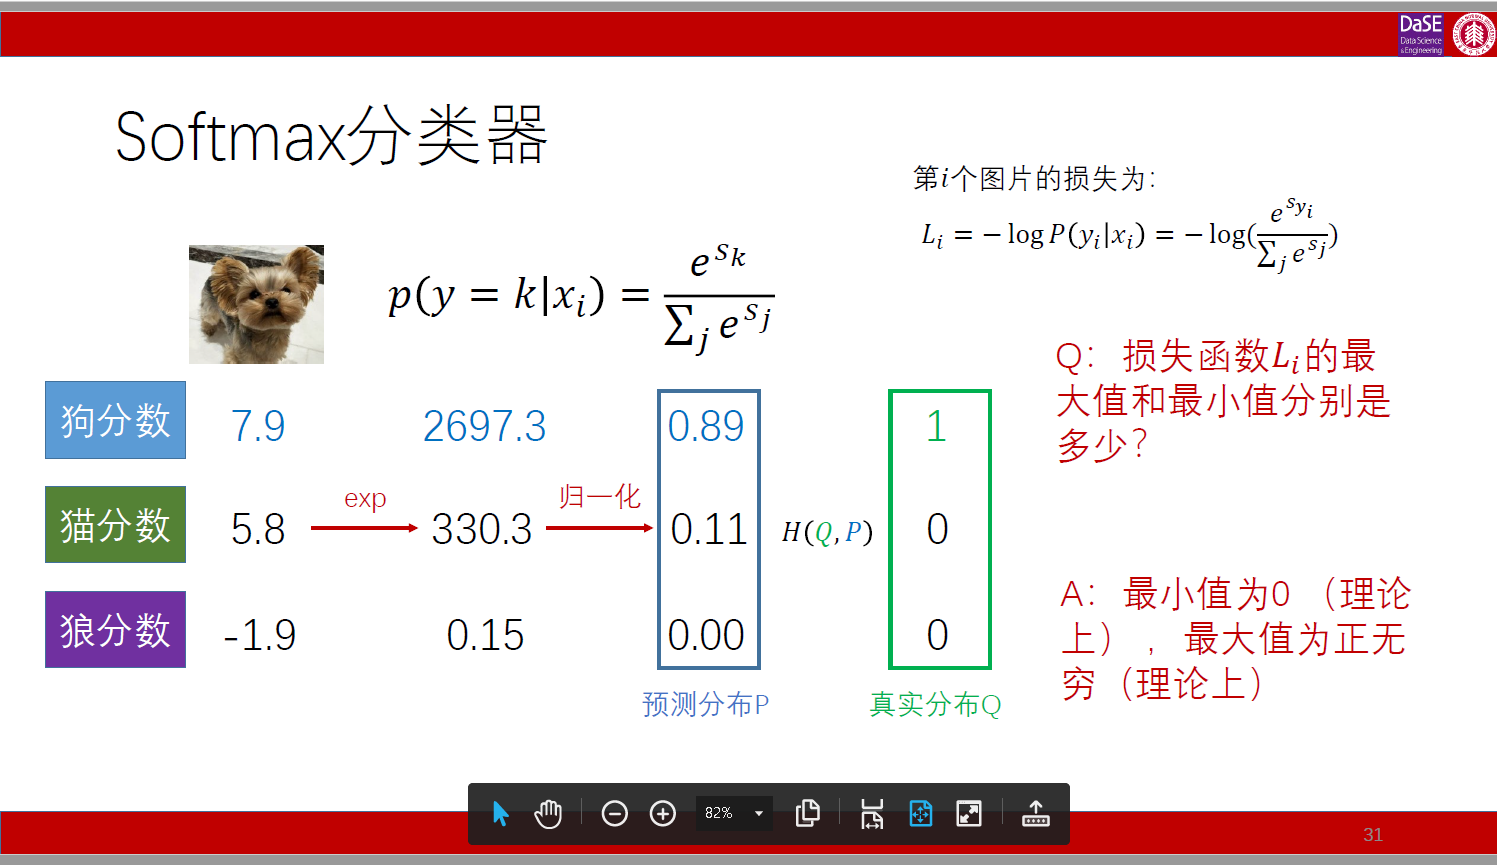 DaSE
Data Science
& Engineering
Softmax分类器
第i个图片的损失为：
L_i = − log P(y_i|x_i) = − log(e^{s_{y_i}} / ∑_j e^{s_j})
p(y = k|x_i) = e^{s_k} / ∑_j e^{s_j}
Q：损失函数L_i的最
大值和最小值分别是
多少？
狗分数 7.9 2697.3 0.89 1
exp 归一化
猫分数 5.8 330.3 0.11 H(Q,P) 0
狼分数 -1.9 0.15 0.00 0
A：最小值为0（理论
上），最大值为正无
穷（理论上）
预测分布P 真实分布Q
82%
31